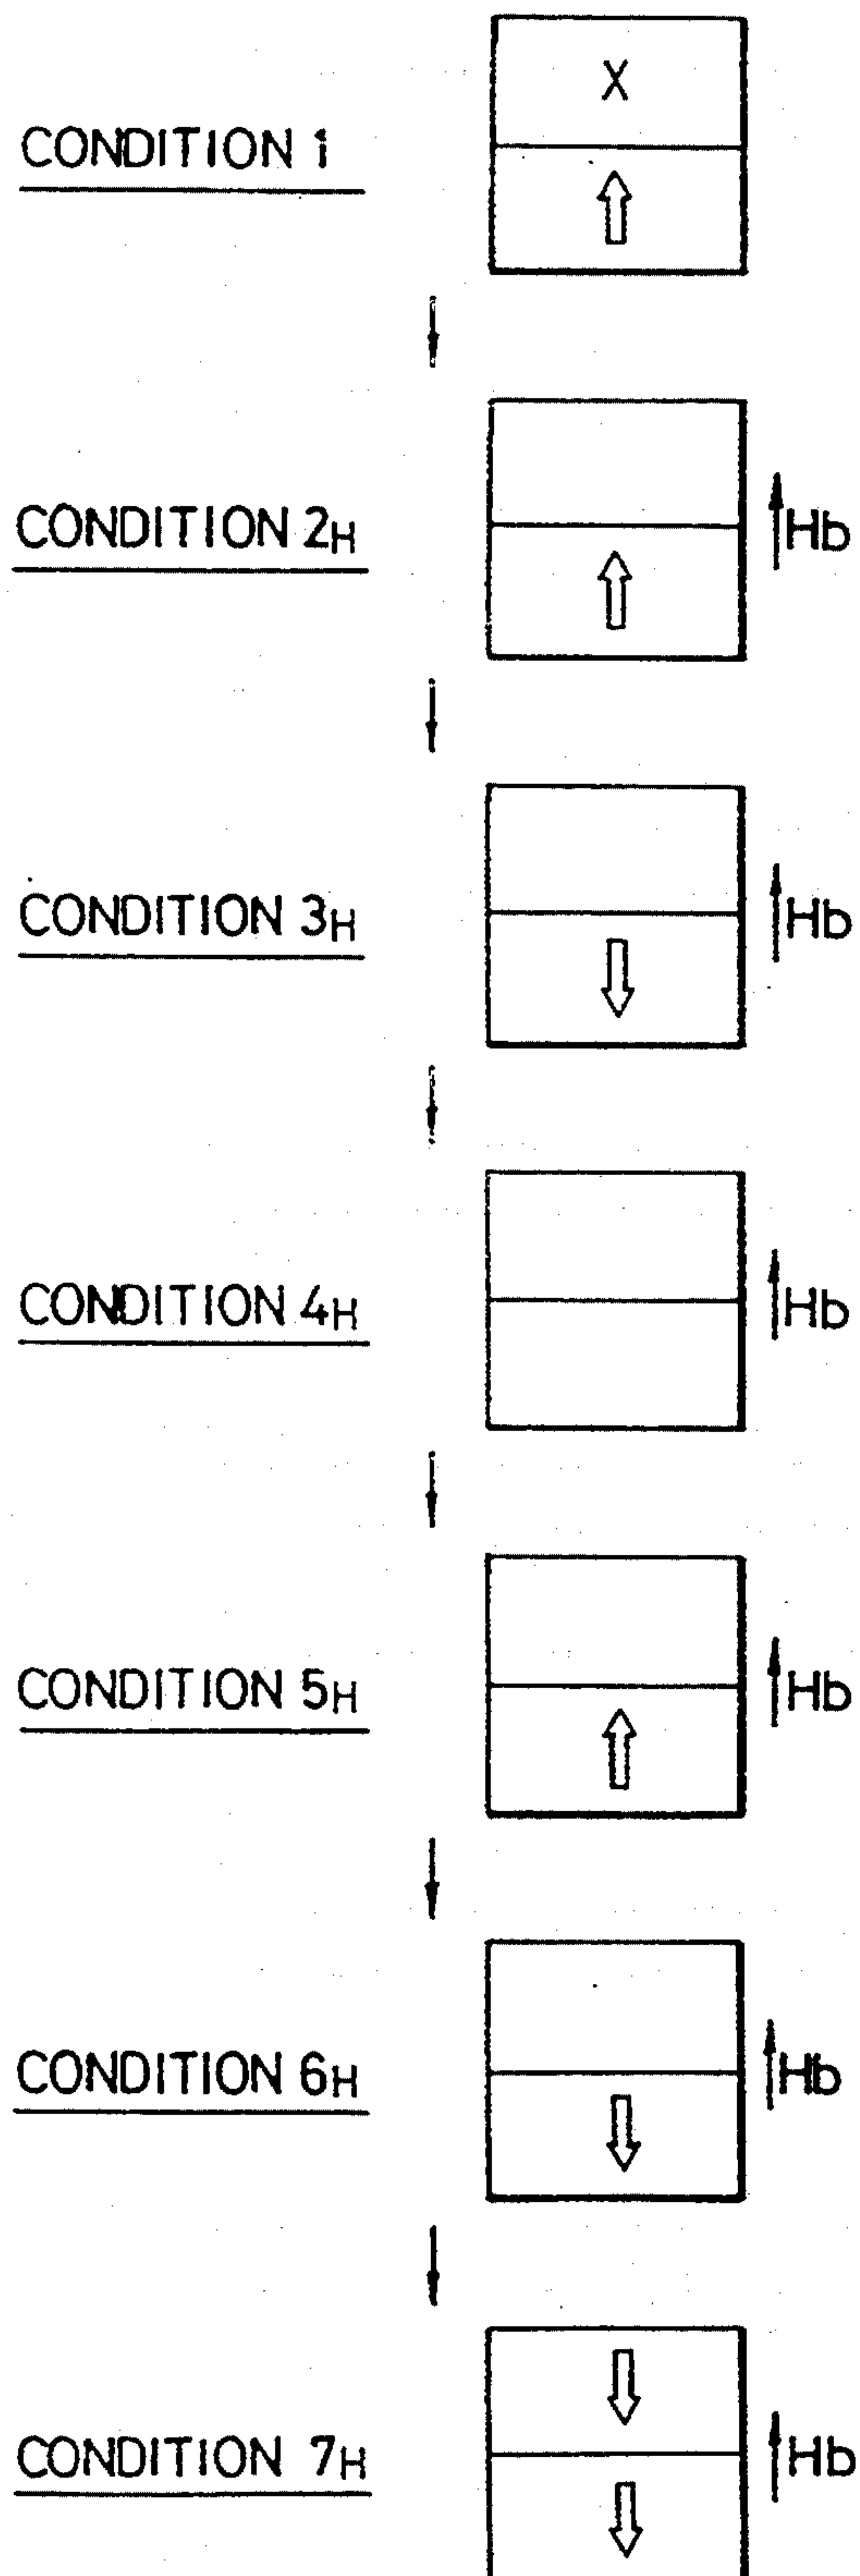 X
CONDITION 1
CONDITION 2H Hb
CONDITION 3H Hb
CONDITION 4H Hb
CONDITION 5H Hb
CONDITION 6H Hb
CONDITION 7H Hb